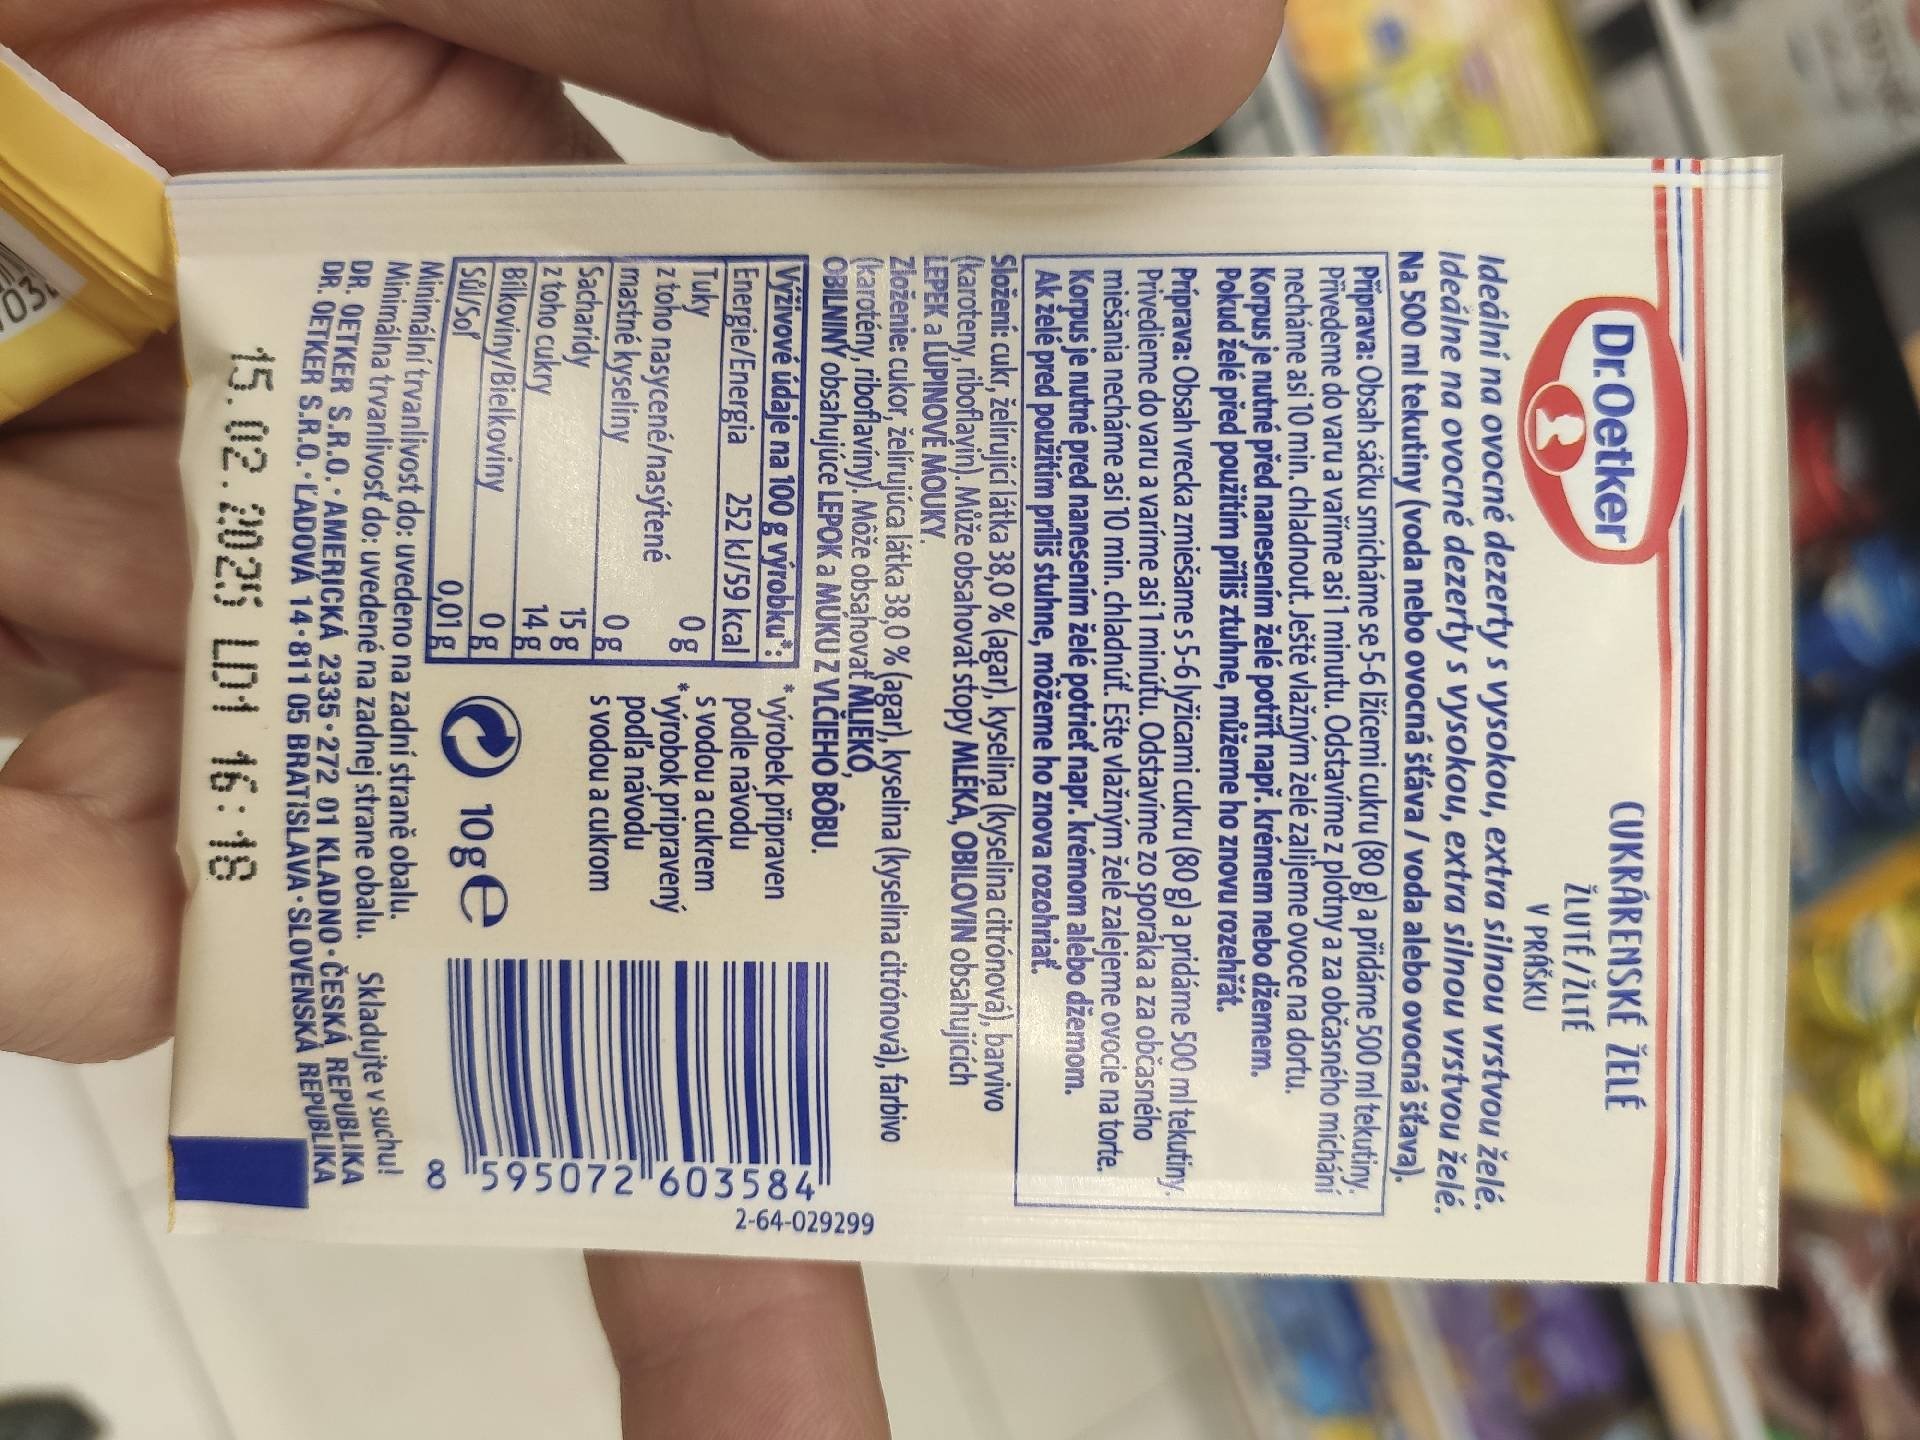 Dr.Oetker
CUKRÁŘENSKÉ ŽELÉ
ŽLUTÉ/ŽLTÉ
V PRÁŠKU
Ideální na ovocné dezerty s vysokou, extra silnou vrstvou želé.
Ideálne na ovocné dezerty s vysokou, extra silnou vrstvou želé.
Na 500 ml tekutiny (voda nebo ovocná šťáva / voda alebo ovocná šťava).
Příprava: Obsah sáčku smícháme se 5-6 lžícemi cukru (80 g) a přidáme 500 ml tekutiny.
Přivedeme do varu a vaříme asi 1 minutu. Odstavíme z plotny a za občasného míchání
necháme asi 10 min. chladnout. Ještě vlažným želé zalijeme ovoce na dortu.
Korpus je nutné před nanesením želé potřít např. krémem nebo džemem.
Pokud želé před použitím příliš ztuhne, můžeme ho znovu rozehřát.
Príprava: Obsah vrecka zmiešame s 5-6 lyžicami cukru (80 g) a pridáme 500 ml tekutiny.
Privedieme do varu a varíme asi 1 minútu. Odstavíme zo sporáka a za občasného
miešania necháme asi 10 min. chladnúť. Ešte vlažným želé zalejeme ovocie na torte.
Korpus je nutné pred nanesením želé potrieť napr. krémom alebo džemom.
Ak želé pred použitím príliš stuhne, môžeme ho znova rozohriať.
Složení: cukr, želírující látka 38,0 % (agar), kyselina (kyselina citrónová), barvivo
(karoteny, riboflavin). Může obsahovat stopy MLÉKA, OBILOVIN obsahujících
LEPEK a LUPINOVÉ MOUKY.
Zloženie: cukor, želírujúca látka 38,0 % (agar), kyselina (kyselina citrónová), farbivo
(karotény, riboflavíny). Môže obsahovať MLIEKO,
OBILNINY obsahujúce LEPOK a MÚKU Z VLČIEHO BÔBU.
Výživové údaje na 100 g výrobku*:
Energie/Energia 252 kJ/59 kcal
Tuky 0 g
z toho nasycené/nasýtené
mastné kyseliny 0 g
Sacharidy 15 g
z toho cukry 14 g
Bílkoviny/Bielkoviny 0 g
Sůl/Soľ 0,01 g
*výrobek připraven
podle návodu
s vodou a cukrem
*výrobok pripravený
podľa návodu
s vodou a cukrom
10 g e
8 595072 603584
2-64-029299
Minimální trvanlivost do: uvedeno na zadní straně obalu.
Minimálna trvanlivosť do: uvedené na zadnej strane obalu. Skladujte v suchu!
DR. OETKER S.R.O. • AMERICKÁ 2335 • 272 01 KLADNO • ČESKÁ REPUBLIKA
DR. OETKER S.R.O. • ĽADOVÁ 14 • 811 05 BRATISLAVA • SLOVENSKÁ REPUBLIKA
15.02.2025 LD1 16:18